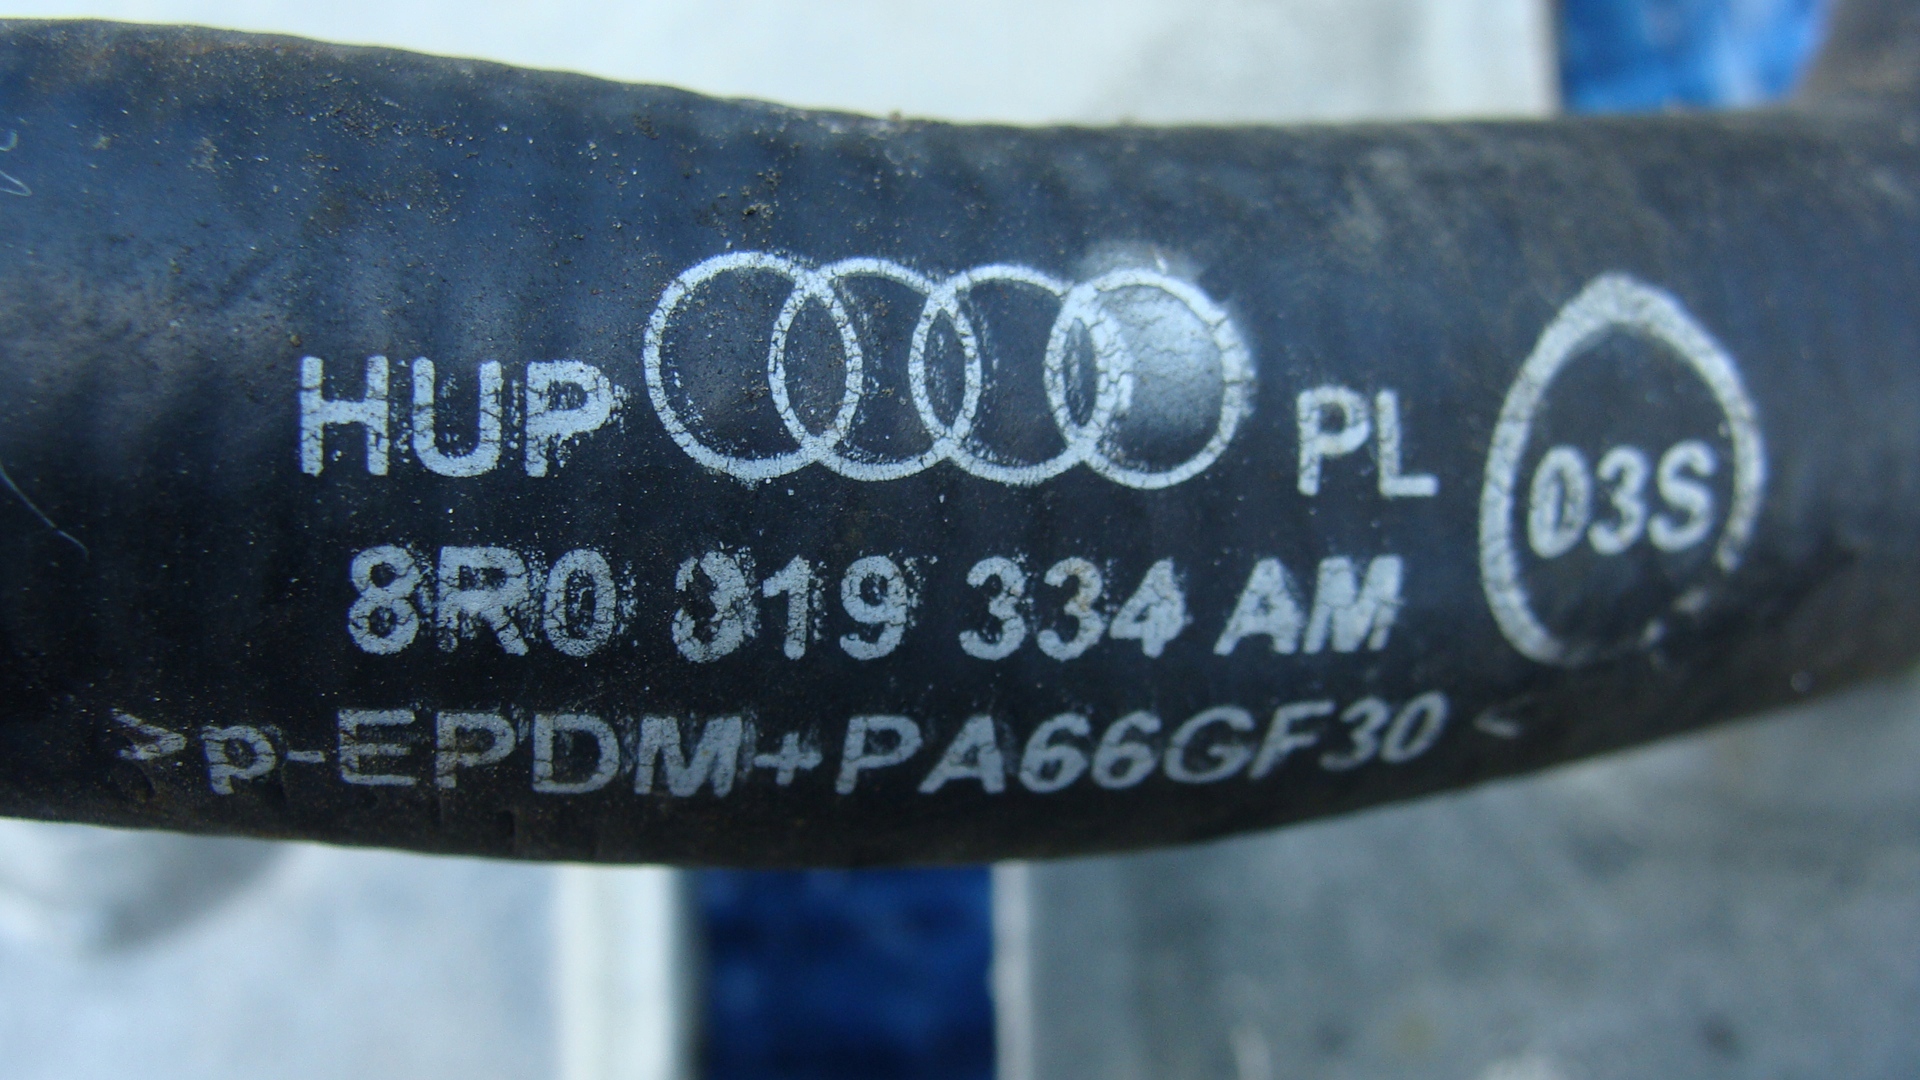 HUP PL
03S
8R0 819 334 AM
>p-EPDM+PA66GF30<